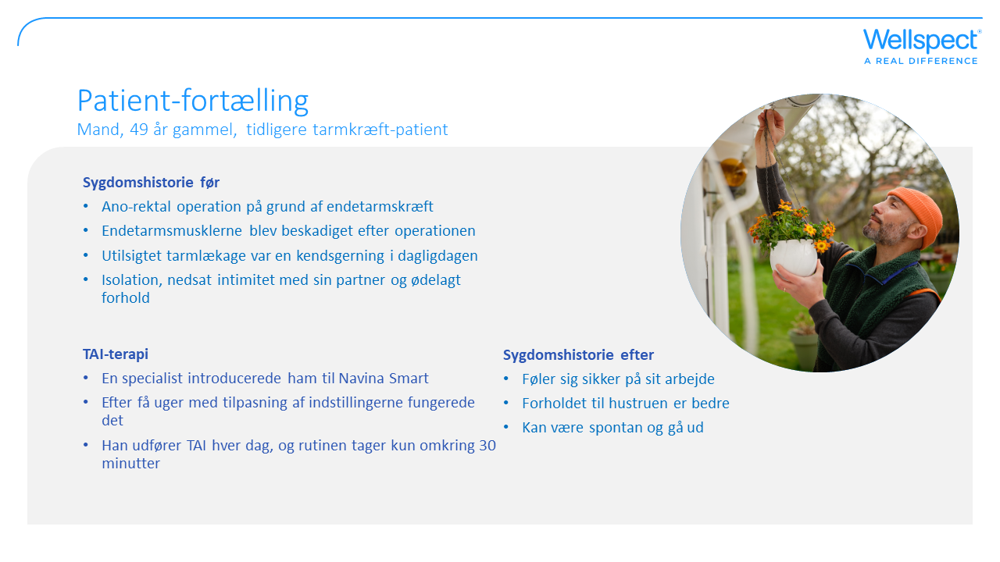 Wellspect®
A REAL DIFFERENCE
Patient-fortælling
Mand, 49 år gammel, tidligere tarmkræft-patient
Sygdomshistorie før
• Ano-rektal operation på grund af endetarmskræft
• Endetarmsmusklerne blev beskadiget efter operationen
• Utilsigtet tarmlækage var en kendsgerning i dagligdagen
• Isolation, nedsat intimitet med sin partner og ødelagt
forhold
TAI-terapi
• En specialist introducerede ham til Navina Smart
• Efter få uger med tilpasning af indstillingerne fungerede
det
• Han udfører TAI hver dag, og rutinen tager kun omkring 30
minutter
Sygdomshistorie efter
• Føler sig sikker på sit arbejde
• Forholdet til hustruen er bedre
• Kan være spontan og gå ud